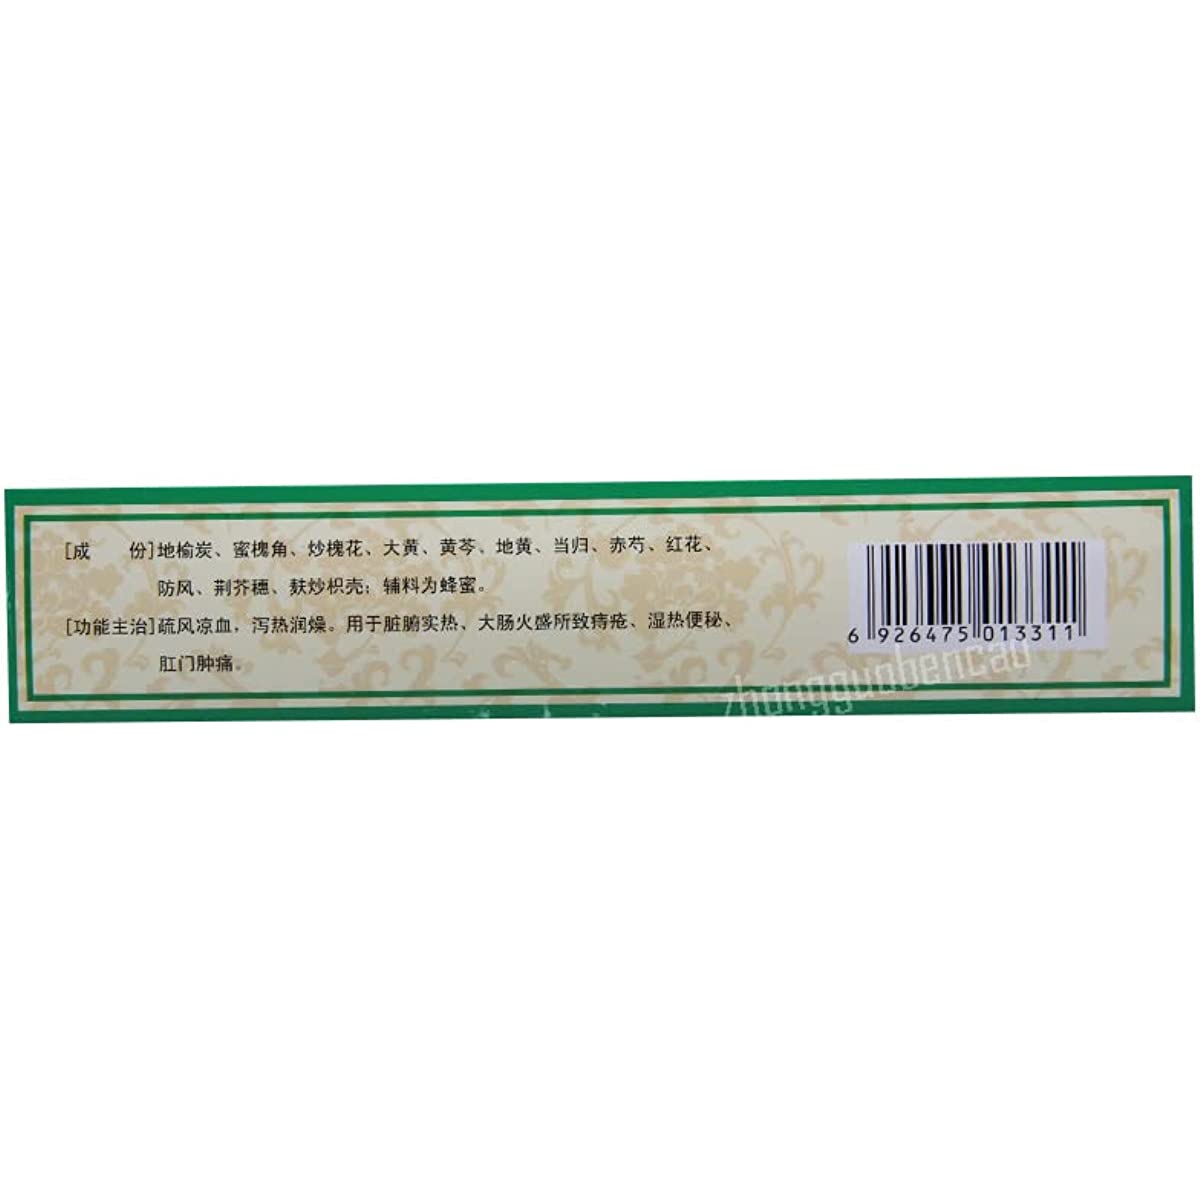 [成　　份]地榆炭、蜜槐角、炒槐花、大黄、黄芩、地黄、当归、赤芍、红花、
防风、荆芥穗、麸炒枳壳；辅料为蜂蜜。
[功能主治]疏风凉血，泻热润燥。用于脏腑实热、大肠火盛所致痔疮、湿热便秘、
肛门肿痛。
6 926475 013311
zhongguobencao